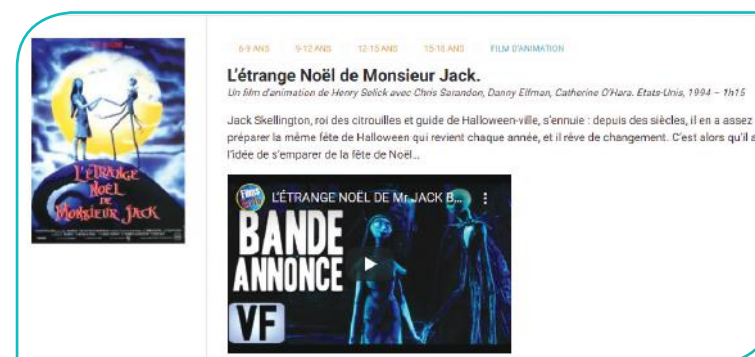 6-9 ANS 9-12 ANS 12-15 ANS 15-18 ANS FILM D'ANIMATION
L'étrange Noël de Monsieur Jack.
Un film d'animation de Henry Selick avec Chris Sarandon, Danny Elfman, Catherine O'Hara. Etats-Unis, 1994 – 1h15
Jack Skellington, roi des citrouilles et guide de Halloween-ville, s'ennuie : depuis des siècles, il en a assez
préparer la même fête de Halloween qui revient chaque année, et il rêve de changement. C'est alors qu'il a
l'idée de s'emparer de la fête de Noël...
L'ÉTRANGE
NOËL
DE
MONSIEUR JACK
L'ÉTRANGE NOËL DE Mr JACK B...
BANDE
ANNONCE
VF